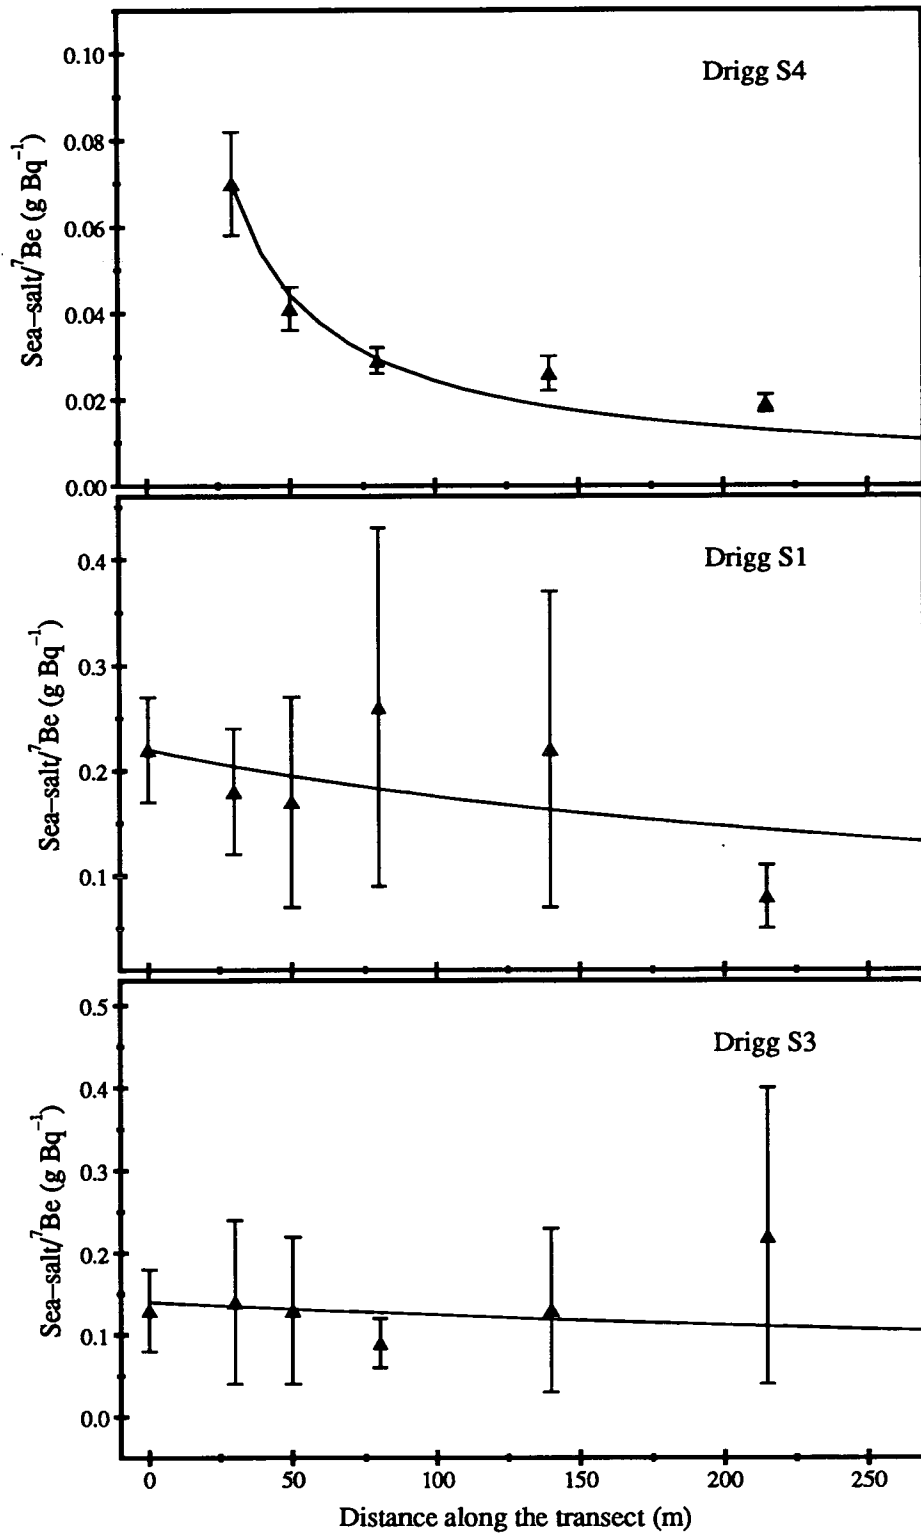 Drigg S4
Sea–salt/⁷Be (g Bq⁻¹)
0.10
0.08
0.06
0.04
0.02
0.00
Drigg S1
Sea–salt/⁷Be (g Bq⁻¹)
0.4
0.3
0.2
0.1
Drigg S3
Sea–salt/⁷Be (g Bq⁻¹)
0.5
0.4
0.3
0.2
0.1
0.0
0 50 100 150 200 250
Distance along the transect (m)